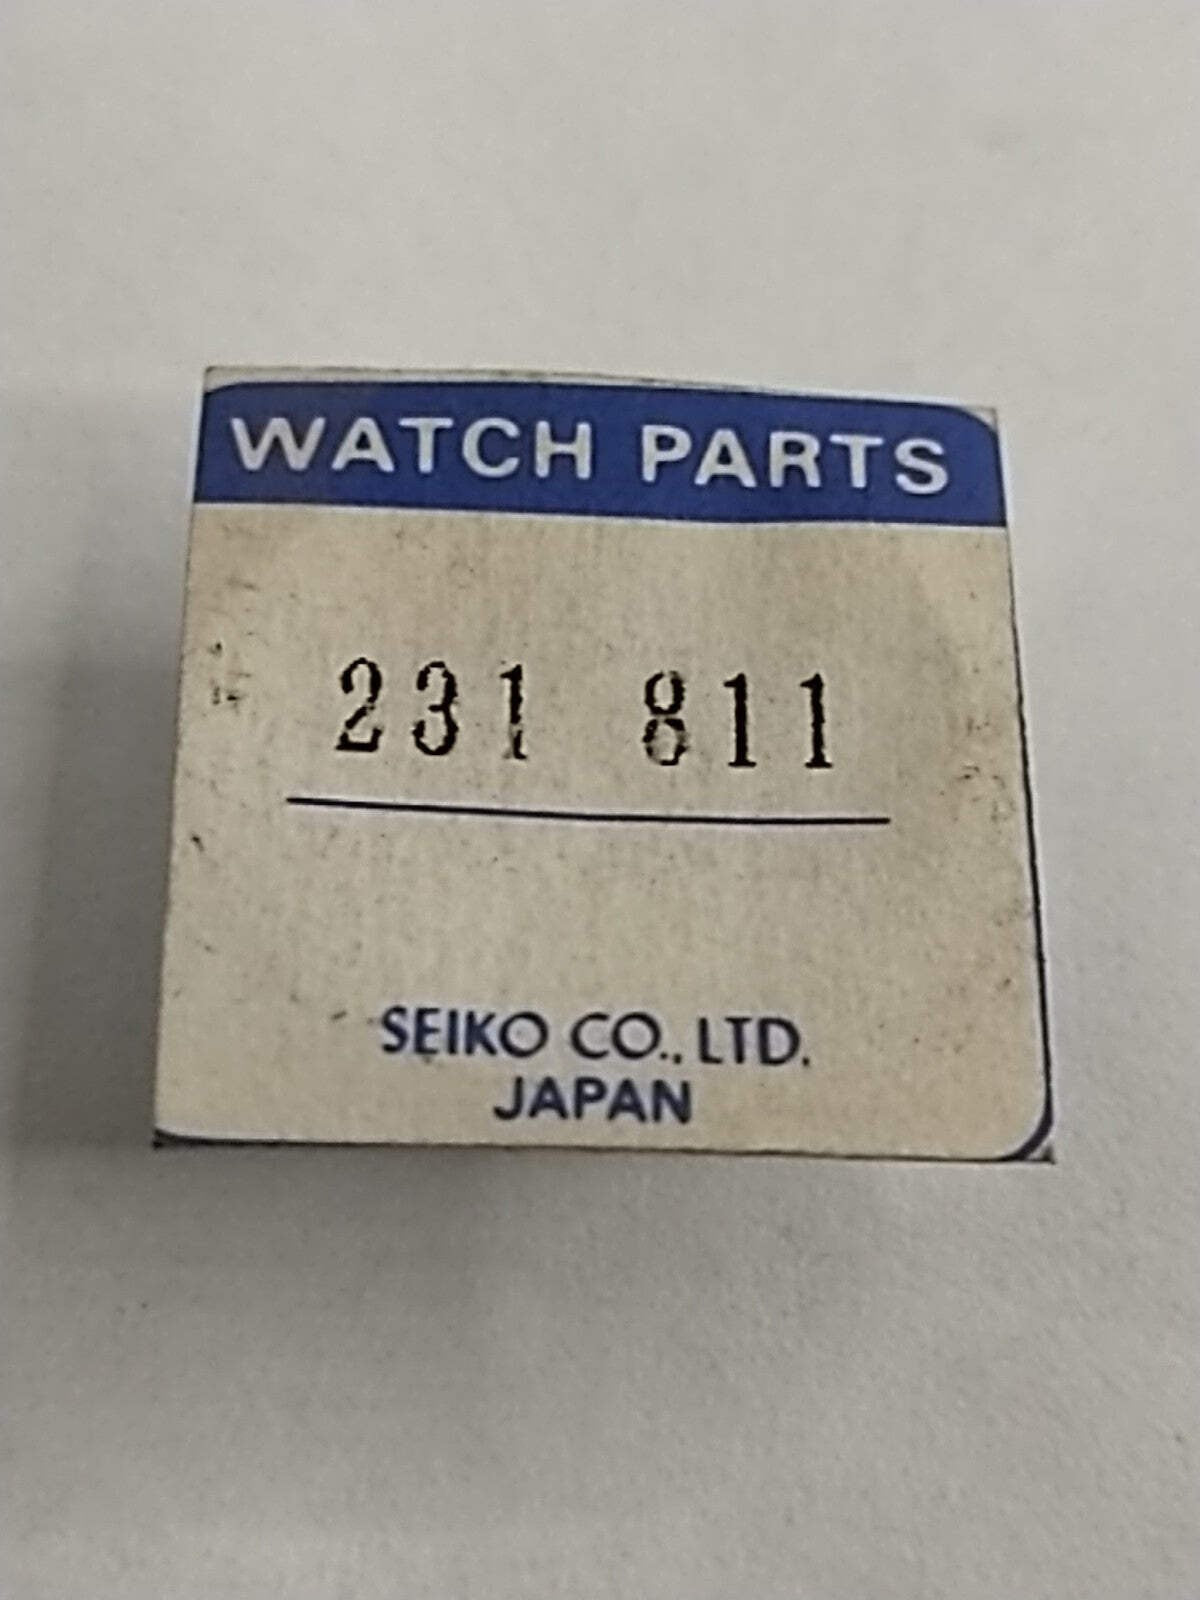 WATCH PARTS
231 811
SEIKO CO., LTD.
JAPAN